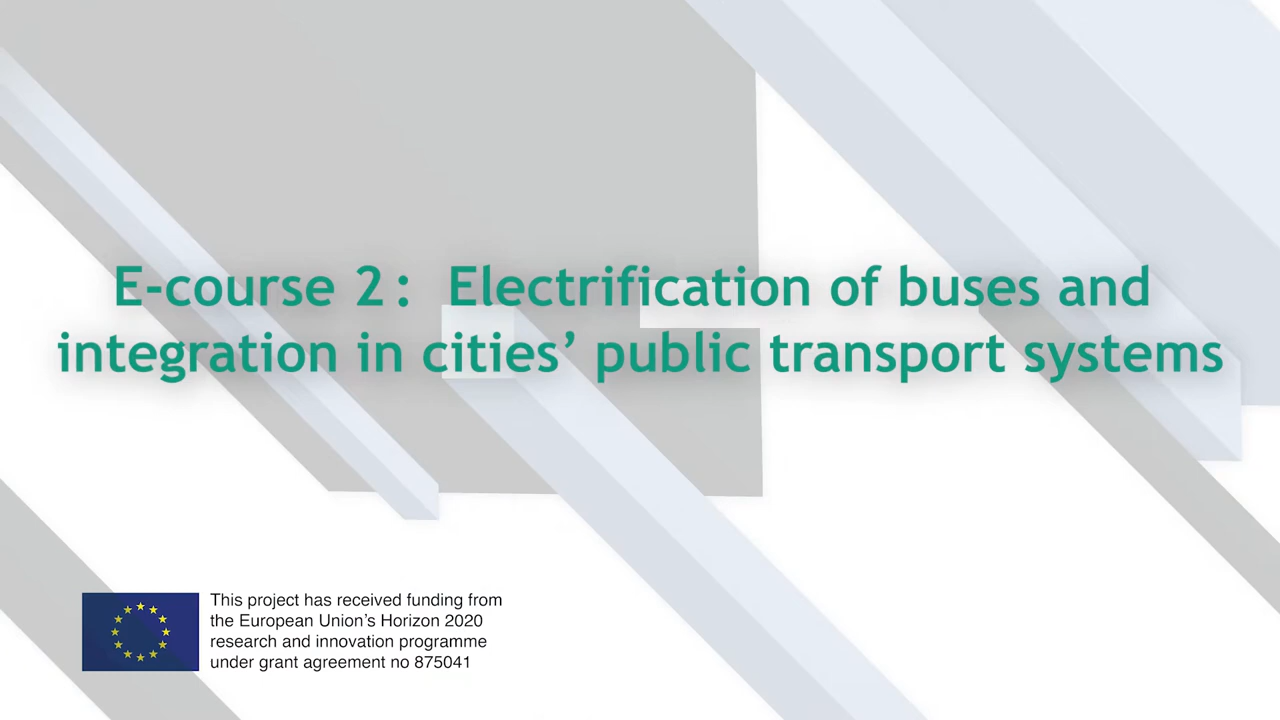 E-course 2 : Electrification of buses and
integration in cities’ public transport systems
This project has received funding from
the European Union’s Horizon 2020
research and innovation programme
under grant agreement no 875041